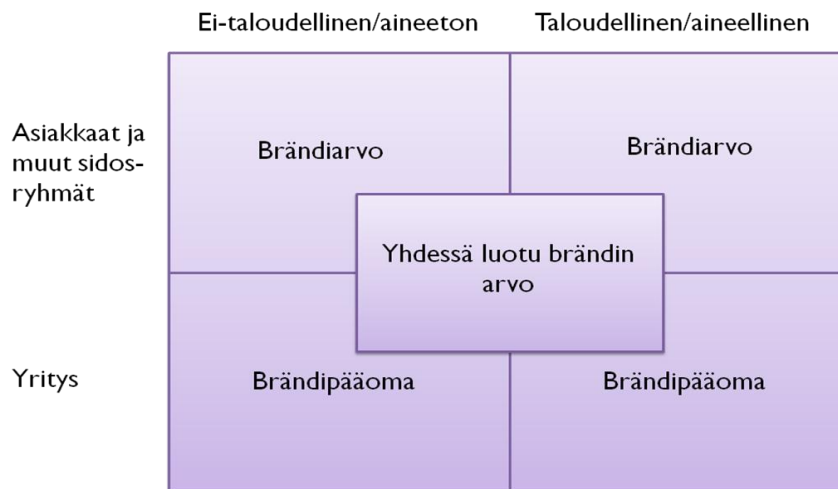 Ei-taloudellinen/aineeton
Taloudellinen/aineellinen
Asiakkaat ja
muut sidos-
ryhmät
Brändiarvo
Brändiarvo
Yhdessä luotu brändin
arvo
Yritys
Brändipääoma
Brändipääoma